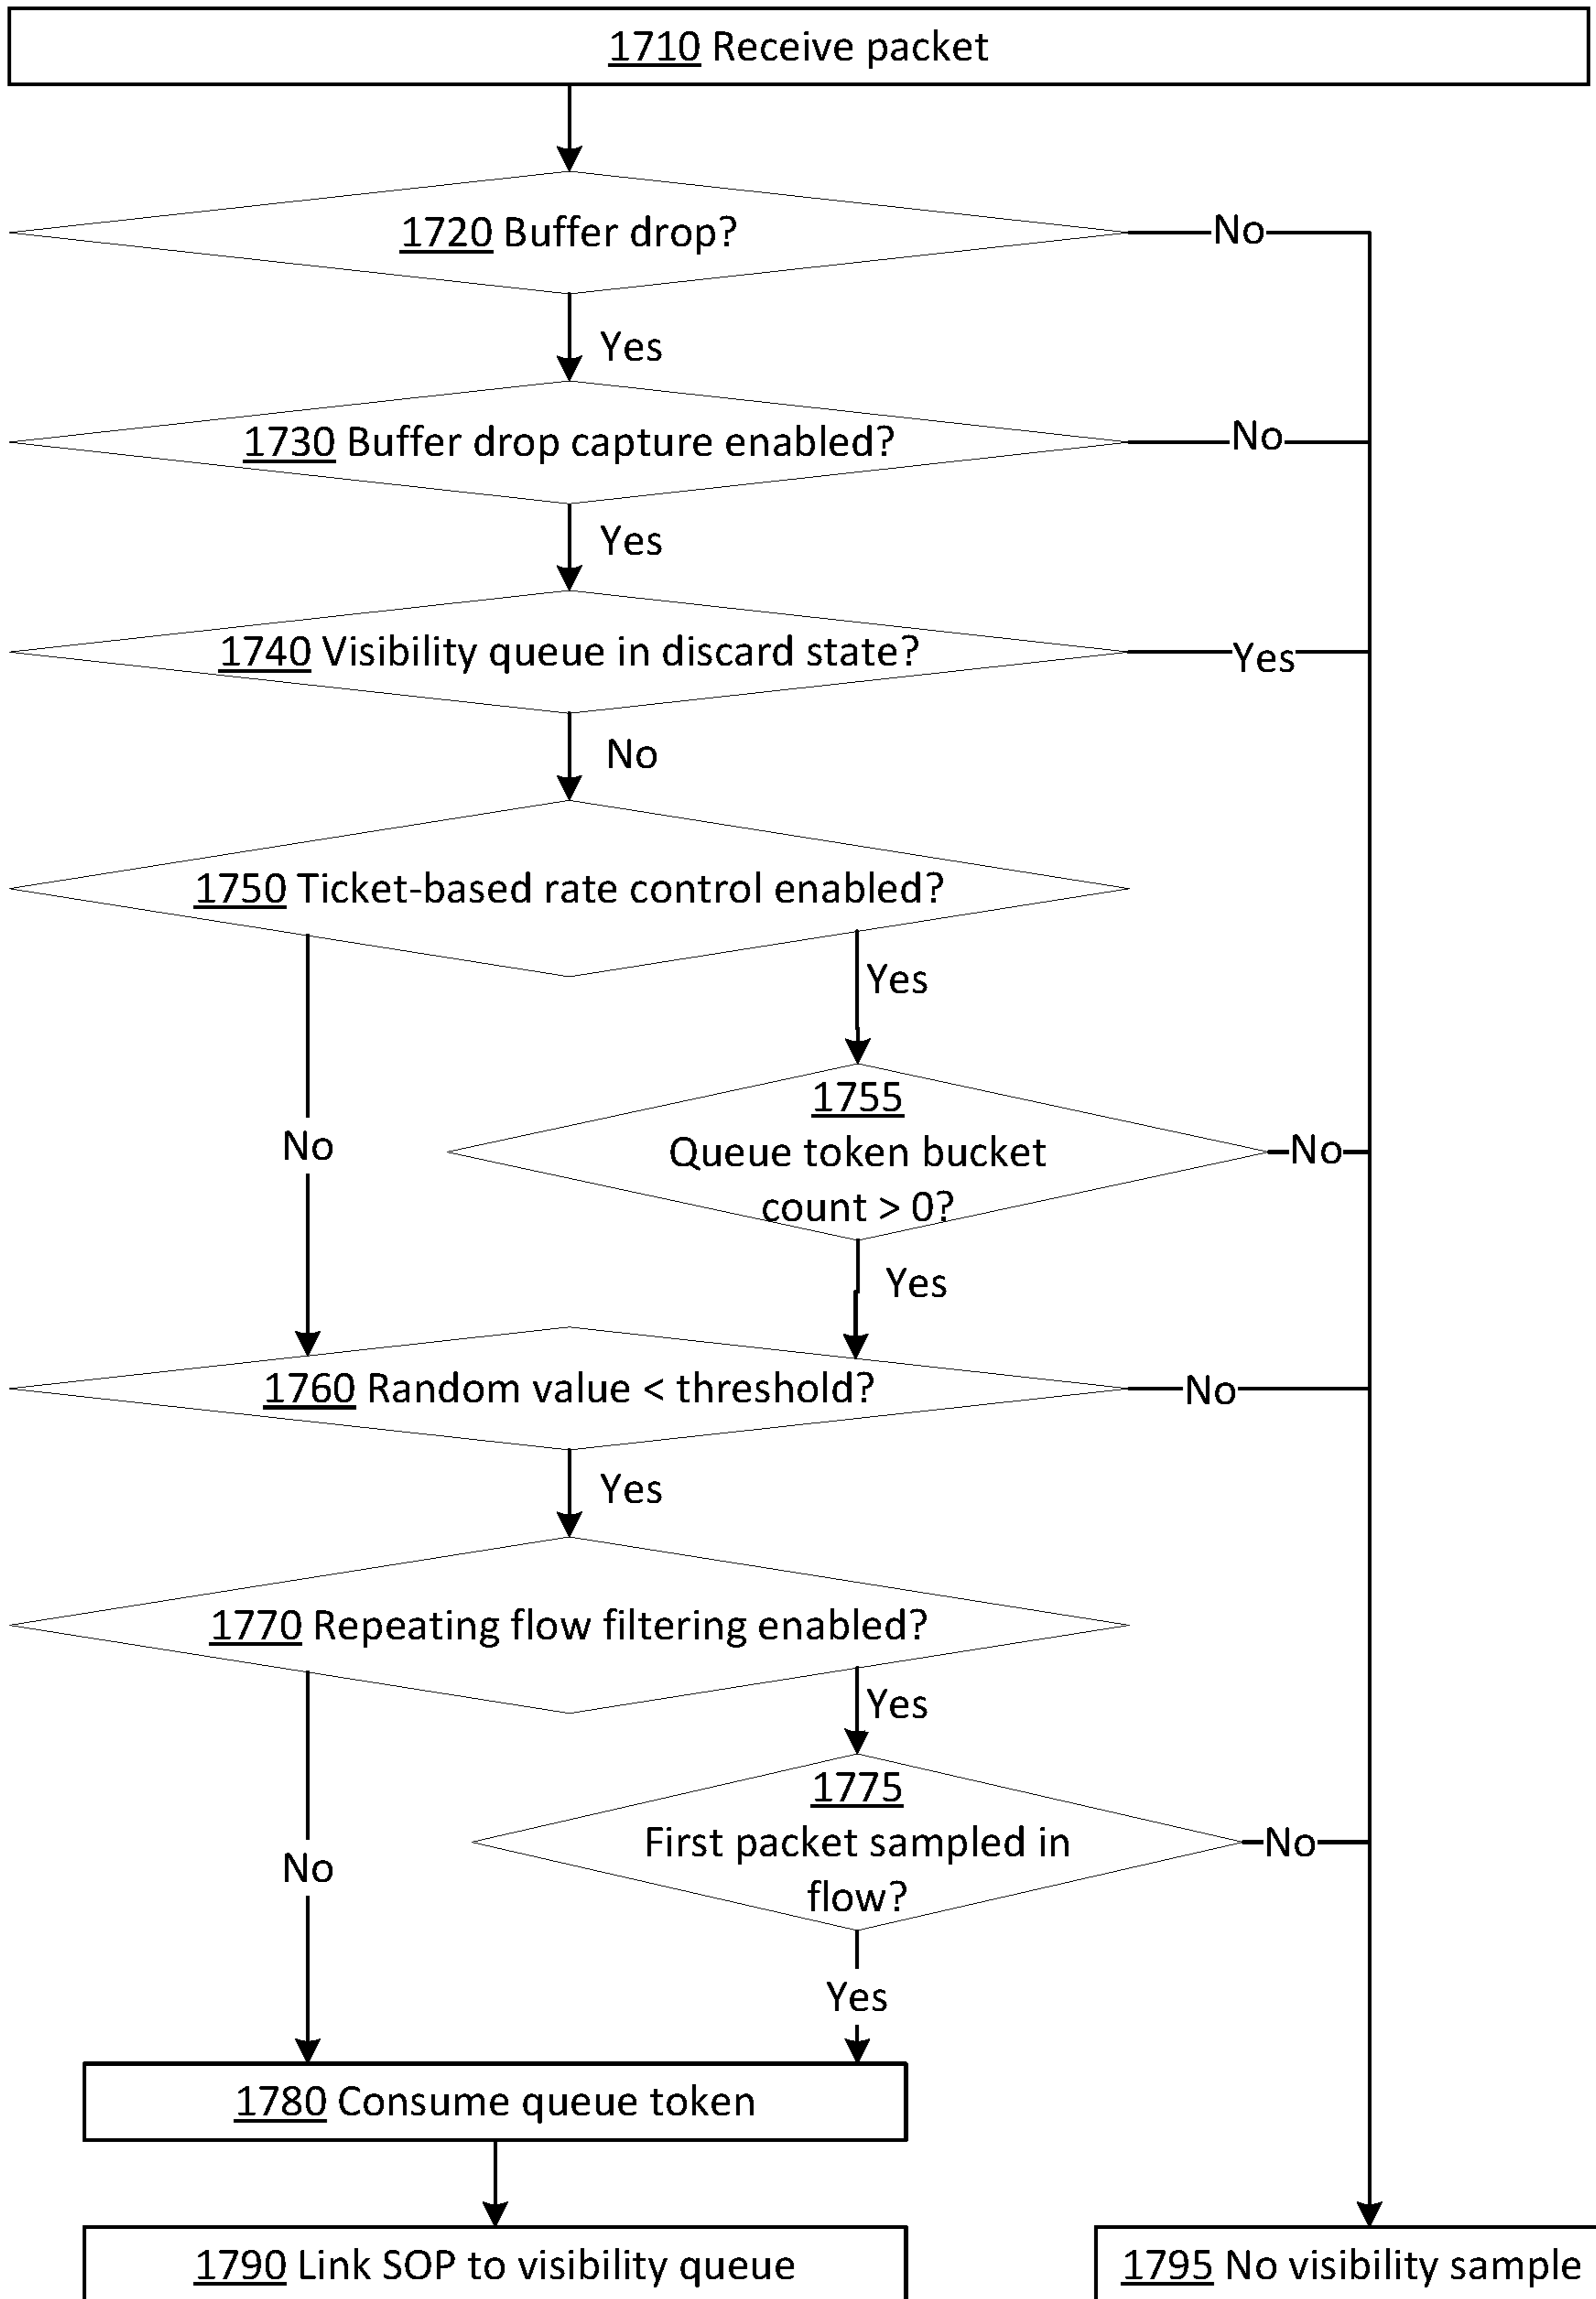 1710 Receive packet
1720 Buffer drop?
No
Yes
1730 Buffer drop capture enabled?
No
Yes
1740 Visibility queue in discard state?
Yes
No
1750 Ticket-based rate control enabled?
Yes
No
1755
Queue token bucket
count > 0?
No
Yes
1760 Random value < threshold?
No
Yes
1770 Repeating flow filtering enabled?
Yes
No
1775
First packet sampled in
flow?
No
Yes
1780 Consume queue token
1790 Link SOP to visibility queue
1795 No visibility sample